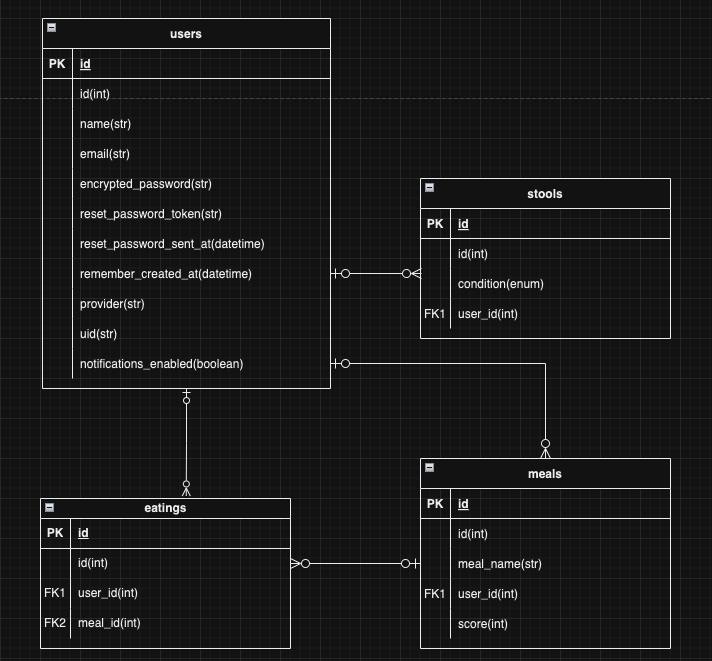 users
PK id
id(int)
name(str)
email(str)
encrypted_password(str)
reset_password_token(str)
reset_password_sent_at(datetime)
remember_created_at(datetime)
provider(str)
uid(str)
notifications_enabled(boolean)
stools
PK id
id(int)
condition(enum)
FK1 user_id(int)
eatings
PK id
id(int)
FK1 user_id(int)
FK2 meal_id(int)
meals
PK id
id(int)
meal_name(str)
FK1 user_id(int)
score(int)